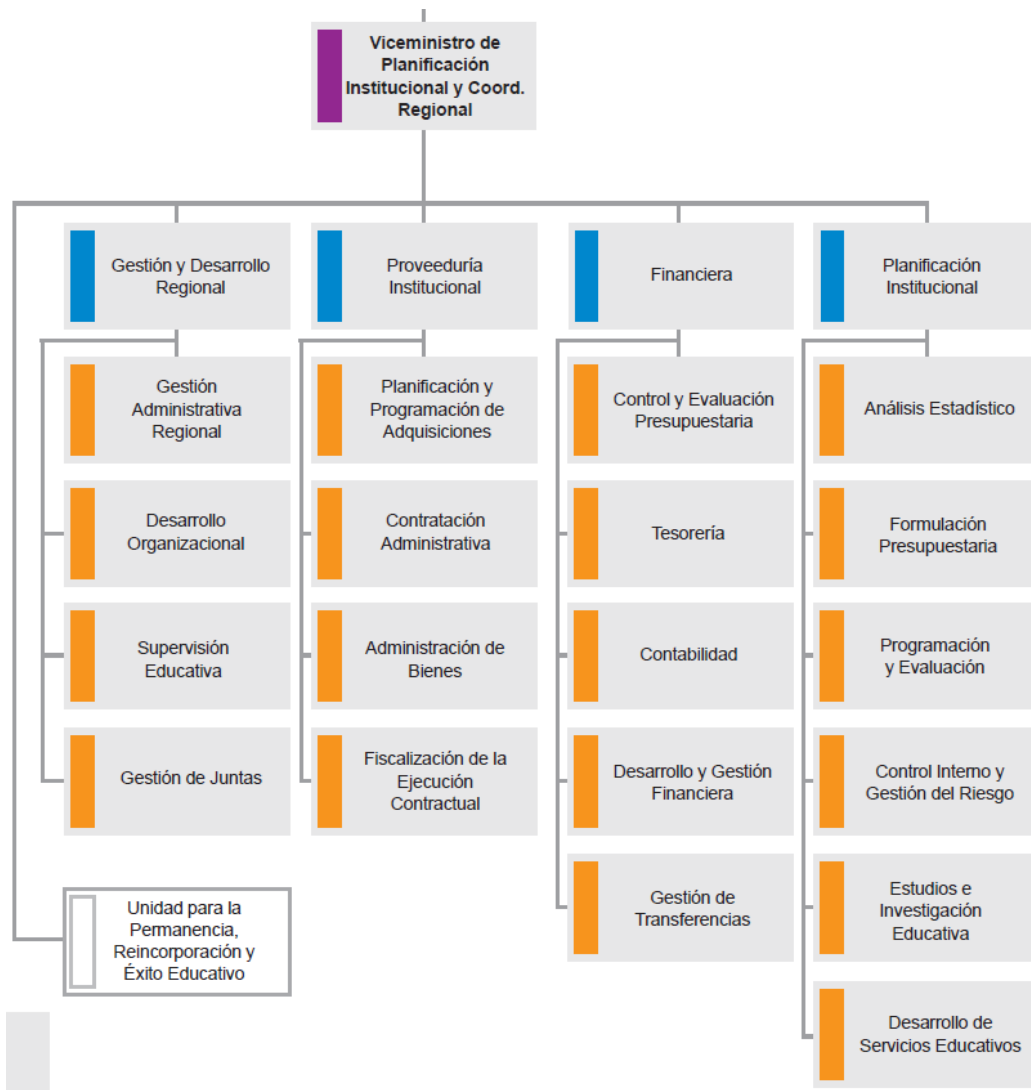 Viceministro de
Planificación
Institucional y Coord.
Regional
Gestión y Desarrollo
Regional
Proveeduría
Institucional
Financiera
Planificación
Institucional
Gestión
Administrativa
Regional
Planificación y
Programación de
Adquisiciones
Control y Evaluación
Presupuestaria
Análisis Estadístico
Desarrollo
Organizacional
Contratación
Administrativa
Tesorería
Formulación
Presupuestaria
Supervisión
Educativa
Administración de
Bienes
Contabilidad
Programación
y Evaluación
Gestión de Juntas
Fiscalización de la
Ejecución
Contractual
Desarrollo y Gestión
Financiera
Control Interno y
Gestión del Riesgo
Unidad para la
Permanencia,
Reincorporación y
Éxito Educativo
Gestión de
Transferencias
Estudios e
Investigación
Educativa
Desarrollo de
Servicios Educativos